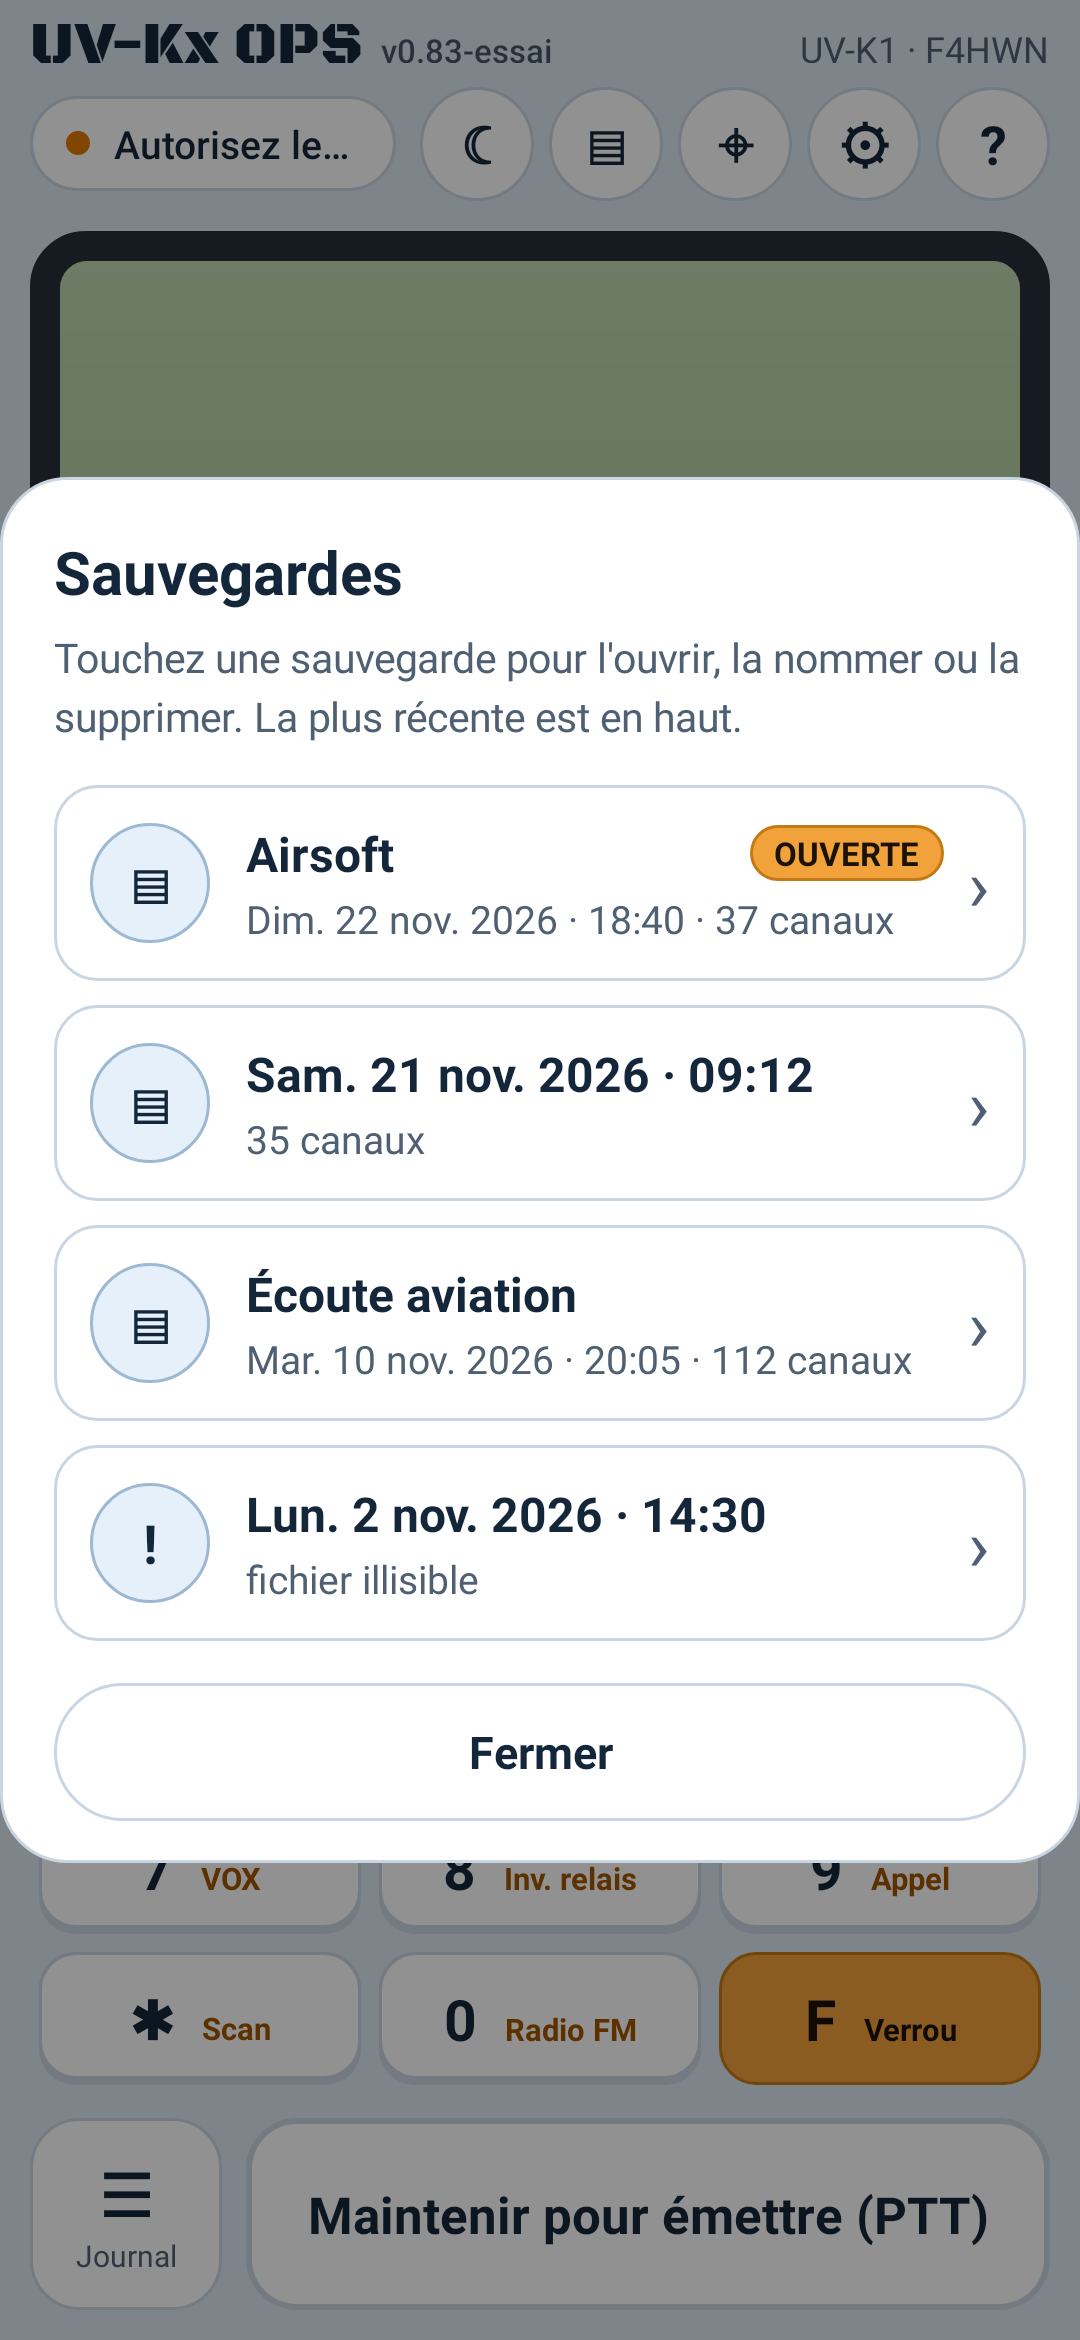 UV-Kx OPS v0.83-essai UV-K1 · F4HWN
Autorisez le... ?
Sauvegardes
Touchez une sauvegarde pour l'ouvrir, la nommer ou la
supprimer. La plus récente est en haut.
Airsoft OUVERTE
Dim. 22 nov. 2026 · 18:40 · 37 canaux
Sam. 21 nov. 2026 · 09:12
35 canaux
Écoute aviation
Mar. 10 nov. 2026 · 20:05 · 112 canaux
! Lun. 2 nov. 2026 · 14:30
fichier illisible
Fermer
7 VOX 8 Inv. relais 9 Appel
✱ Scan 0 Radio FM F Verrou
Journal
Maintenir pour émettre (PTT)